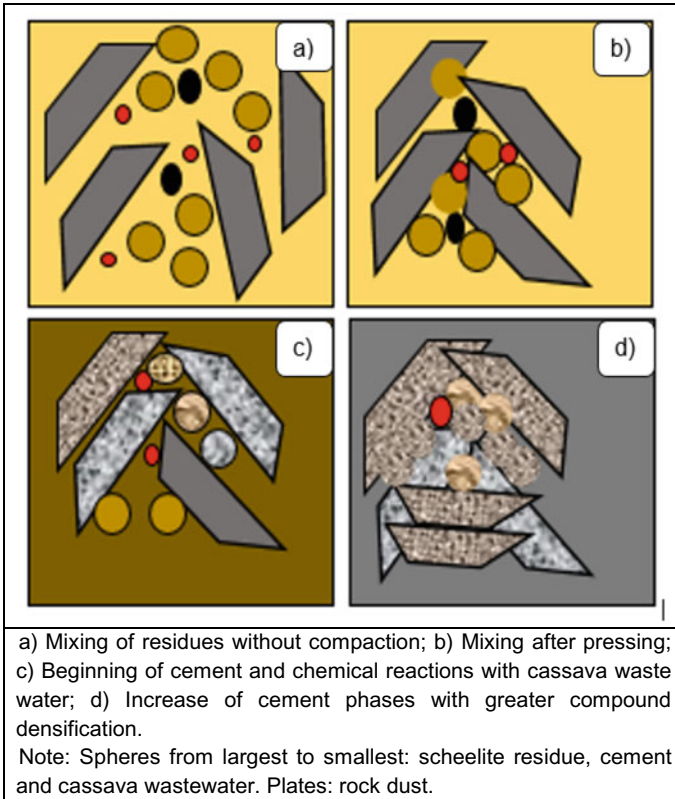 a)
b)
c)
d)
a) Mixing of residues without compaction; b) Mixing after pressing;
c) Beginning of cement and chemical reactions with cassava waste
water; d) Increase of cement phases with greater compound
densification.
Note: Spheres from largest to smallest: scheelite residue, cement
and cassava wastewater. Plates: rock dust.